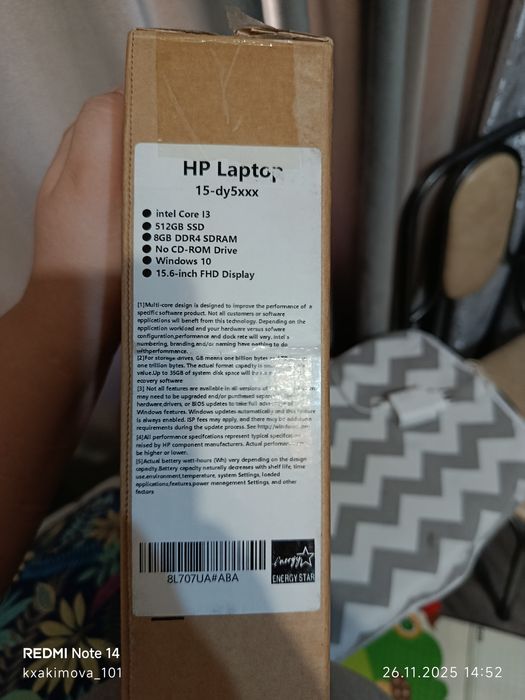 HP Laptop
15-dy5xxx
intel Core I3
512GB SSD
8GB DDR4 SDRAM
No CD-ROM Drive
Windows 10
15.6-inch FHD Display
[1]Multi-core design is designed to improve the performance of a
specific software product. Not all customers or software
applications wil benefit from this technology. Depending on the
application workload and your hardware versus sofware
configuration,performance and clock rate will vary. Intel's
numbering, branding,and/or naming have nothing to do
withperformance.
[2]For storage drives, GB means one billion bytes
one trillion bytes. The actual format capacity is
value.Up to 35GB of system disk space will be
ecovery software
[3] Not all features are available in all versions of
may need to be upgraded and/or purchased
hardware,drivers, or BIOS updates to take full
Windows features. Windows updates automatically and this feature
is always enabled. ISP fees may apply, and there may be additional
requirements during the update process. See http://windows
[4]All performance specifcations represent typical
raised by HP component manufacturers. Actual
be higher or lower.
[5]Actual battery watt-hours (Wh) vary depending on the design
capacity.Battery capacity naturally decreases with shelf life, time
use,environment,temperature, system Settings, loaded
applications,features,power management Settings, and other
factors
8L707UA#ABA
energy
ENERGY STAR
REDMI Note 14
kxakimova_101
26.11.2025 14:52